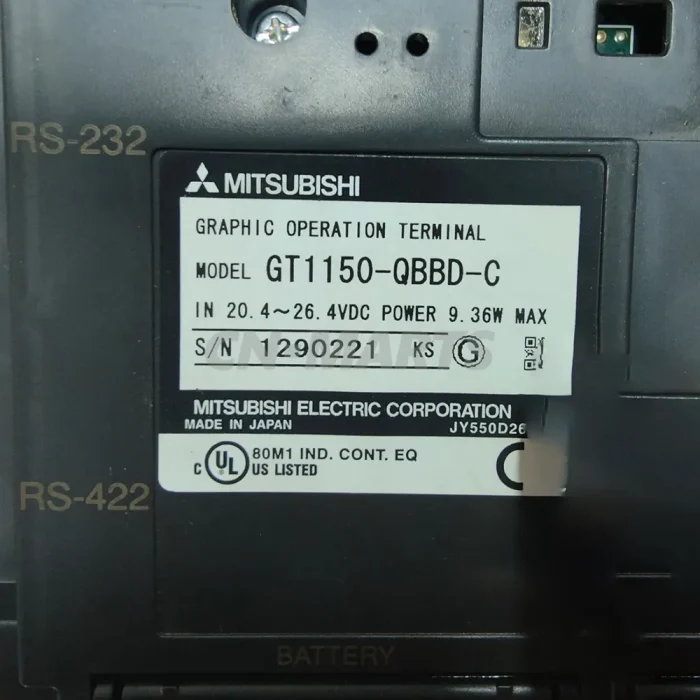 RS-232
MITSUBISHI
GRAPHIC OPERATION TERMINAL
MODEL GT1150-QBBD-C
IN 20.4~26.4VDC POWER 9.36W MAX
S/N 1290221 KS G
MITSUBISHI ELECTRIC CORPORATION
MADE IN JAPAN JY550D26
C UL US LISTED 80M1 IND. CONT. EQ
RS-422
BATTERY